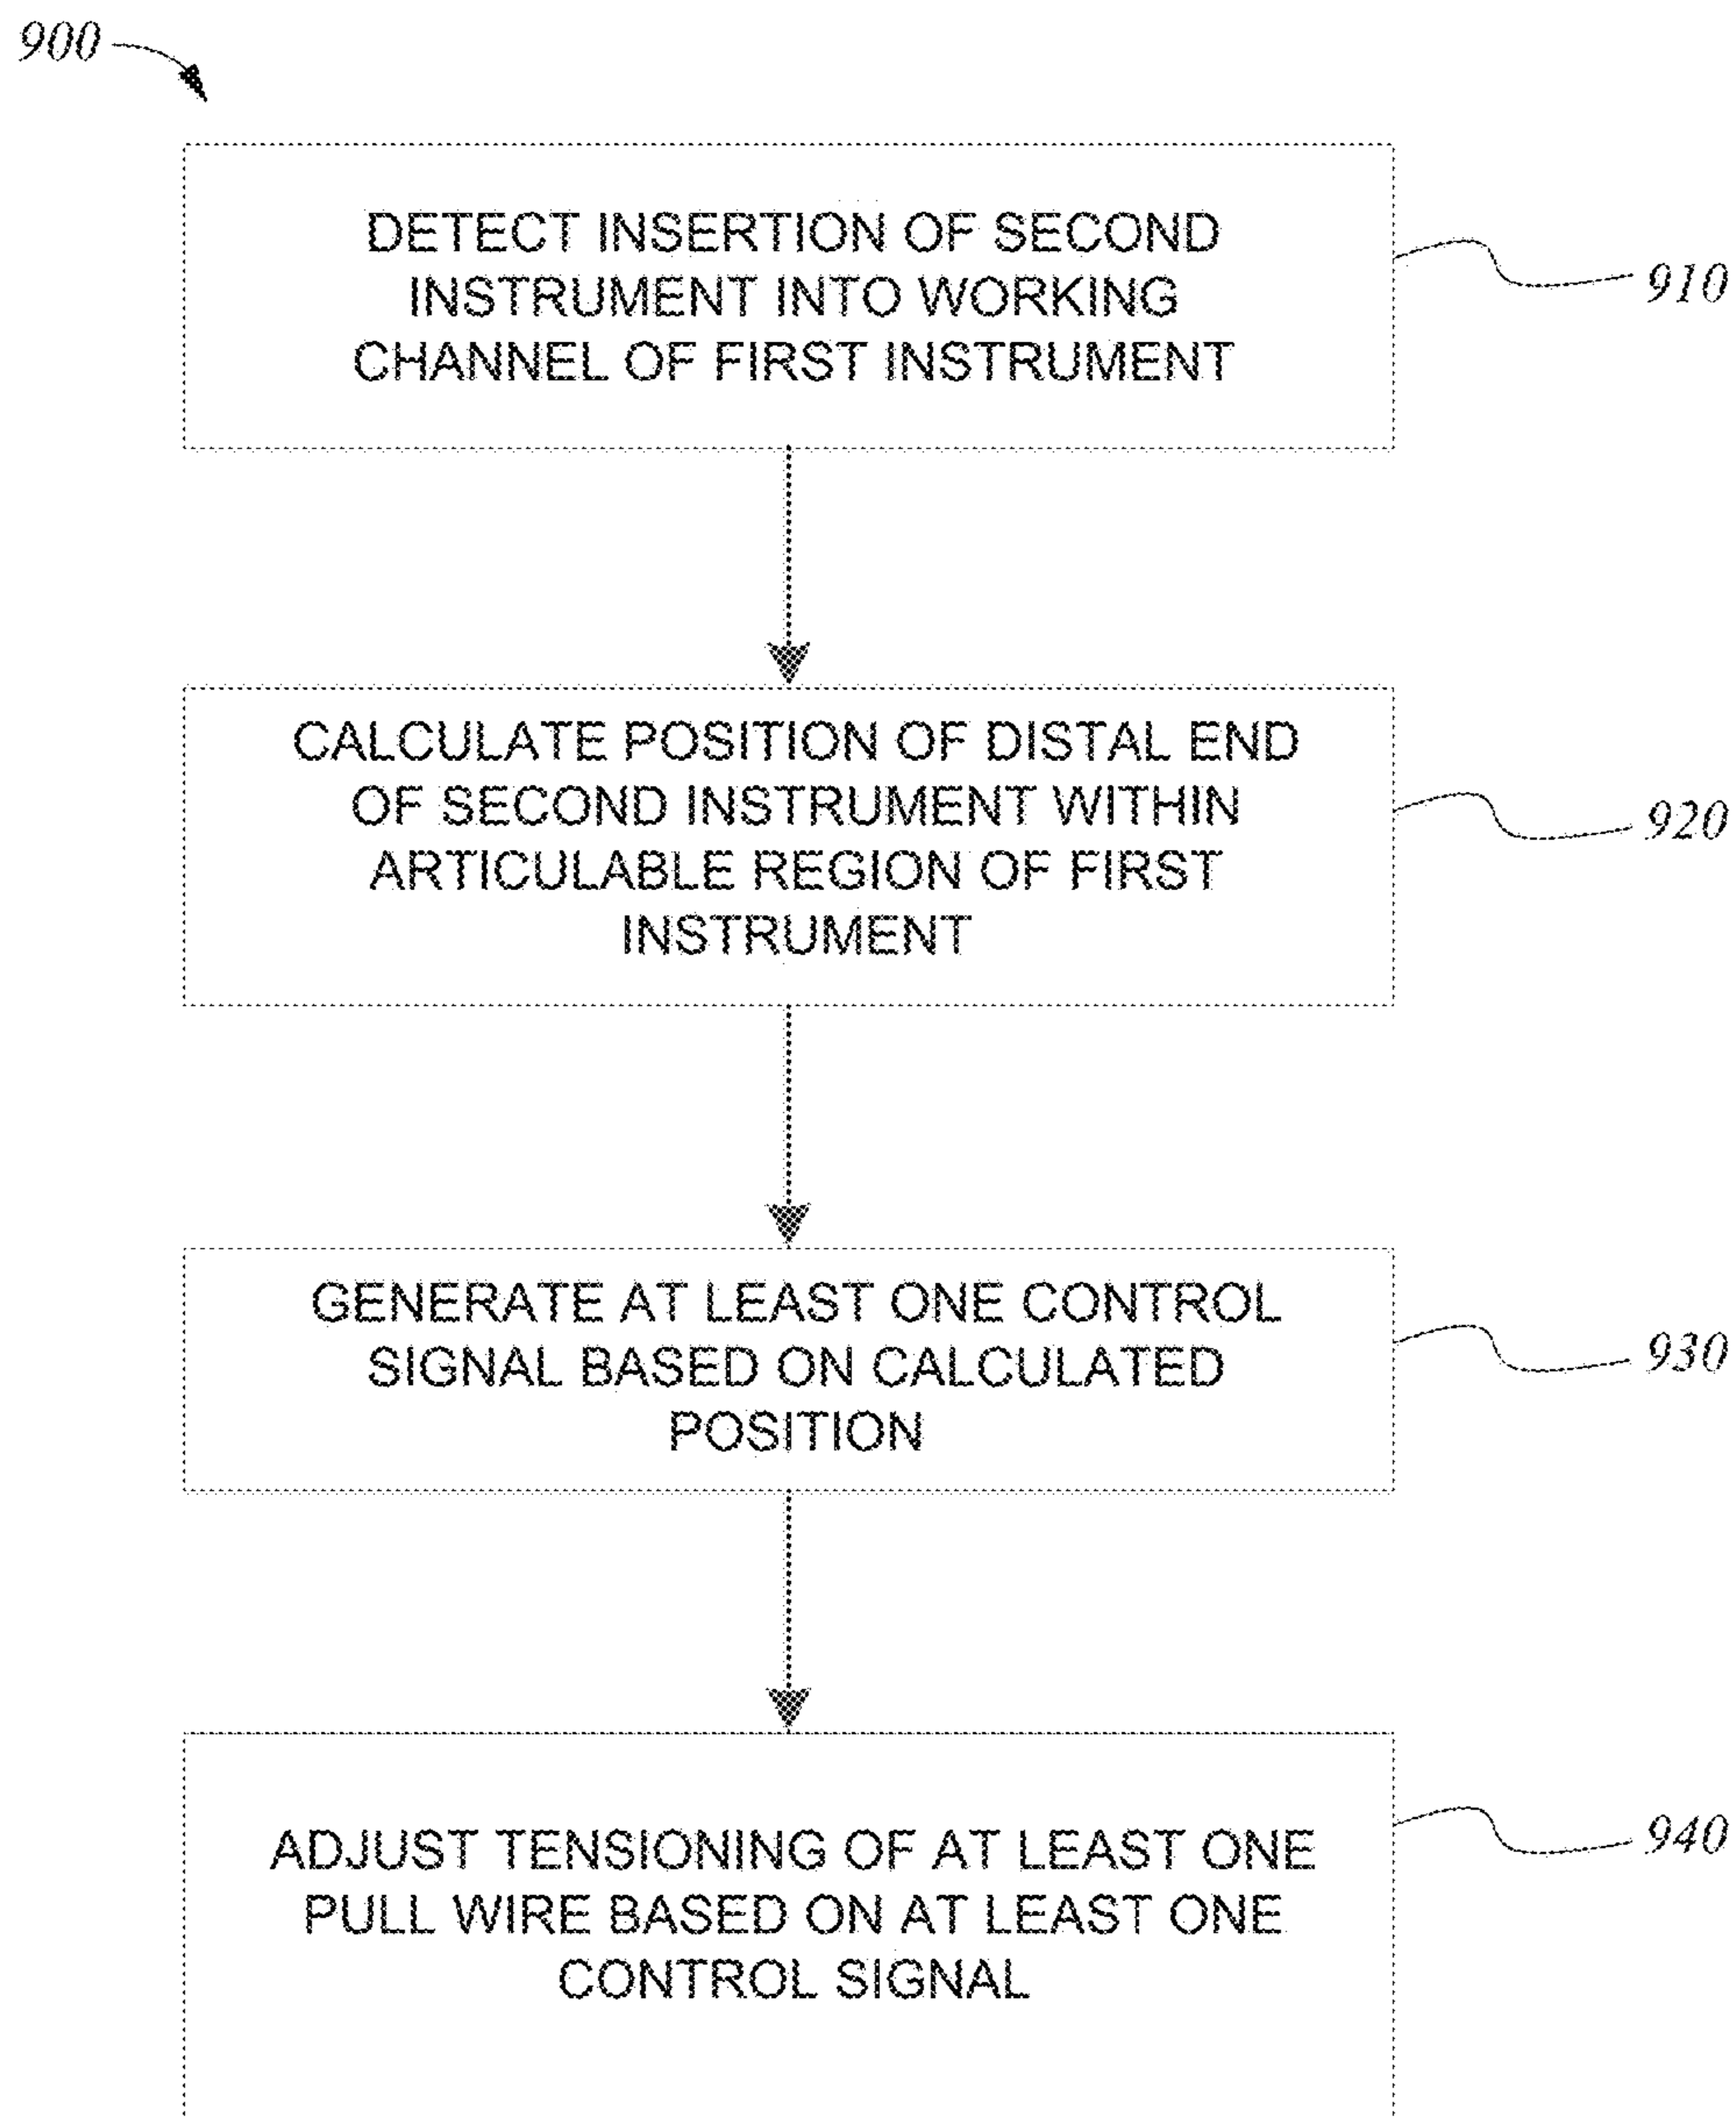 900
DETECT INSERTION OF SECOND
INSTRUMENT INTO WORKING
CHANNEL OF FIRST INSTRUMENT
910
CALCULATE POSITION OF DISTAL END
OF SECOND INSTRUMENT WITHIN
ARTICULABLE REGION OF FIRST
INSTRUMENT
920
GENERATE AT LEAST ONE CONTROL
SIGNAL BASED ON CALCULATED
POSITION
930
ADJUST TENSIONING OF AT LEAST ONE
PULL WIRE BASED ON AT LEAST ONE
CONTROL SIGNAL
940